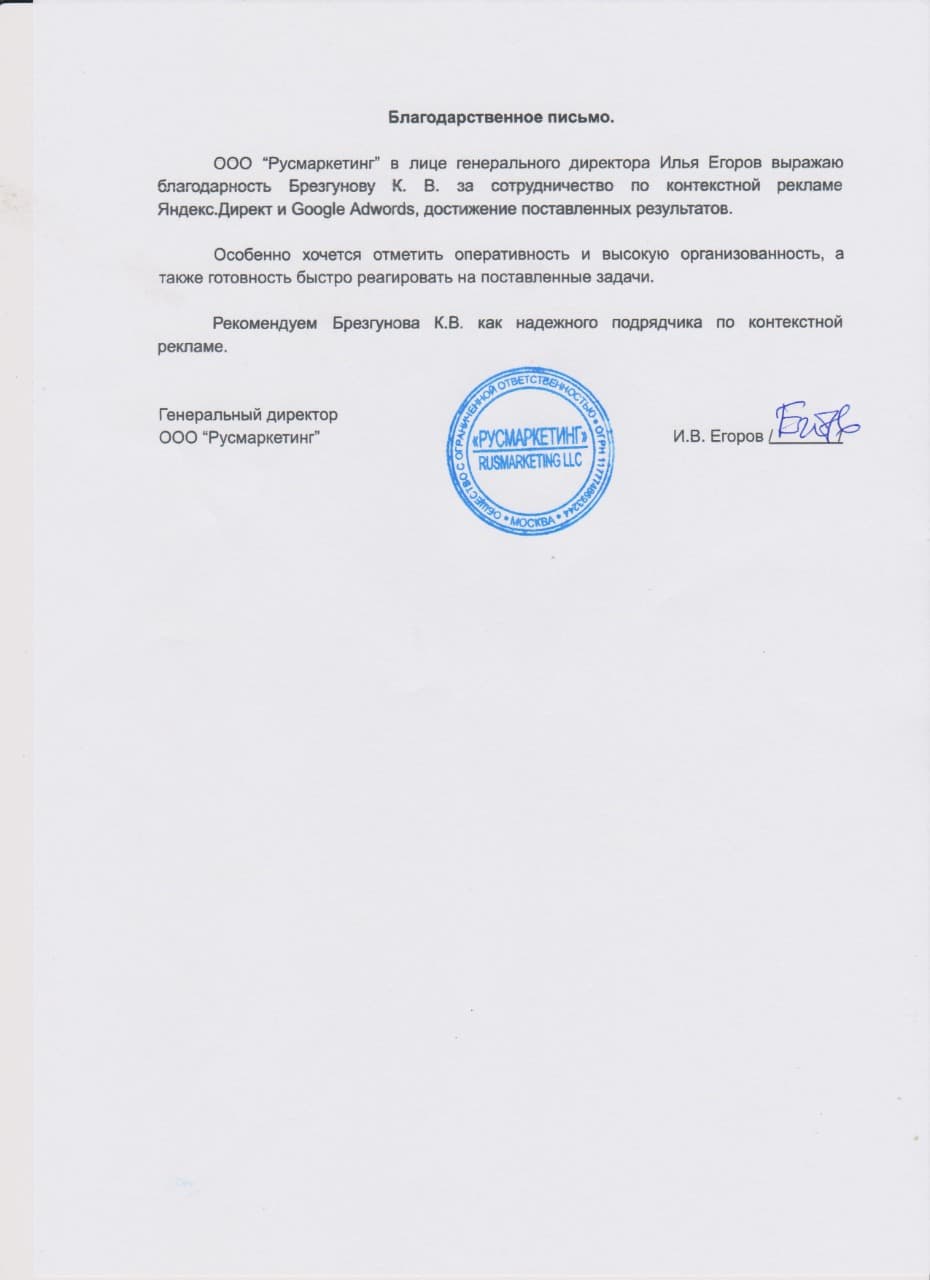 Благодарственное письмо.
ООО “Русмаркетинг” в лице генерального директора Илья Егоров выражаю
благодарность Брезгунову К. В. за сотрудничество по контекстной рекламе
Яндекс.Директ и Google Adwords, достижение поставленных результатов.
Особенно хочется отметить оперативность и высокую организованность, а
также готовность быстро реагировать на поставленные задачи.
Рекомендуем Брезгунова К.В. как надежного подрядчика по контекстной
рекламе.
Генеральный директор
ООО “Русмаркетинг”
И.В. Егоров /
ОБЩЕСТВО С ОГРАНИЧЕННОЙ ОТВЕТСТВЕННОСТЬЮ * ОГРН
* МОСКВА *
«РУСМАРКЕТИНГ»
RUSMARKETING LLC